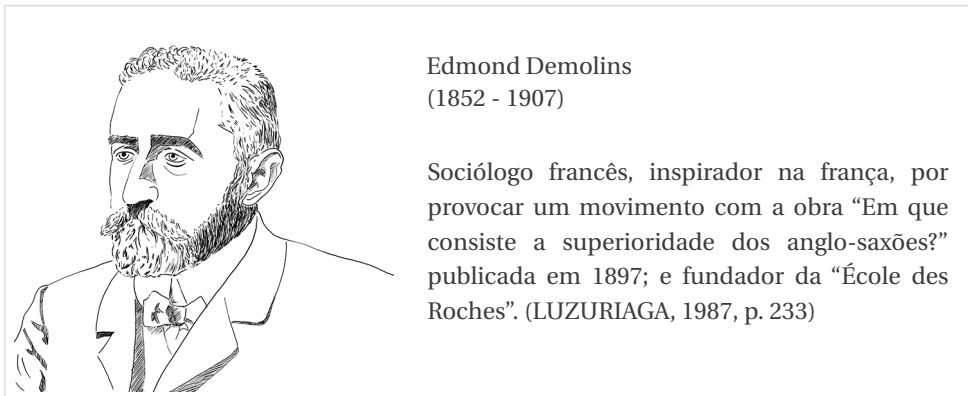 Edmond Demolins
(1852 - 1907)
Sociólogo francês, inspirador na frança, por
provocar um movimento com a obra “Em que
consiste a superioridade dos anglo-saxões?”
publicada em 1897; e fundador da “École des
Roches”. (LUZURIAGA, 1987, p. 233)